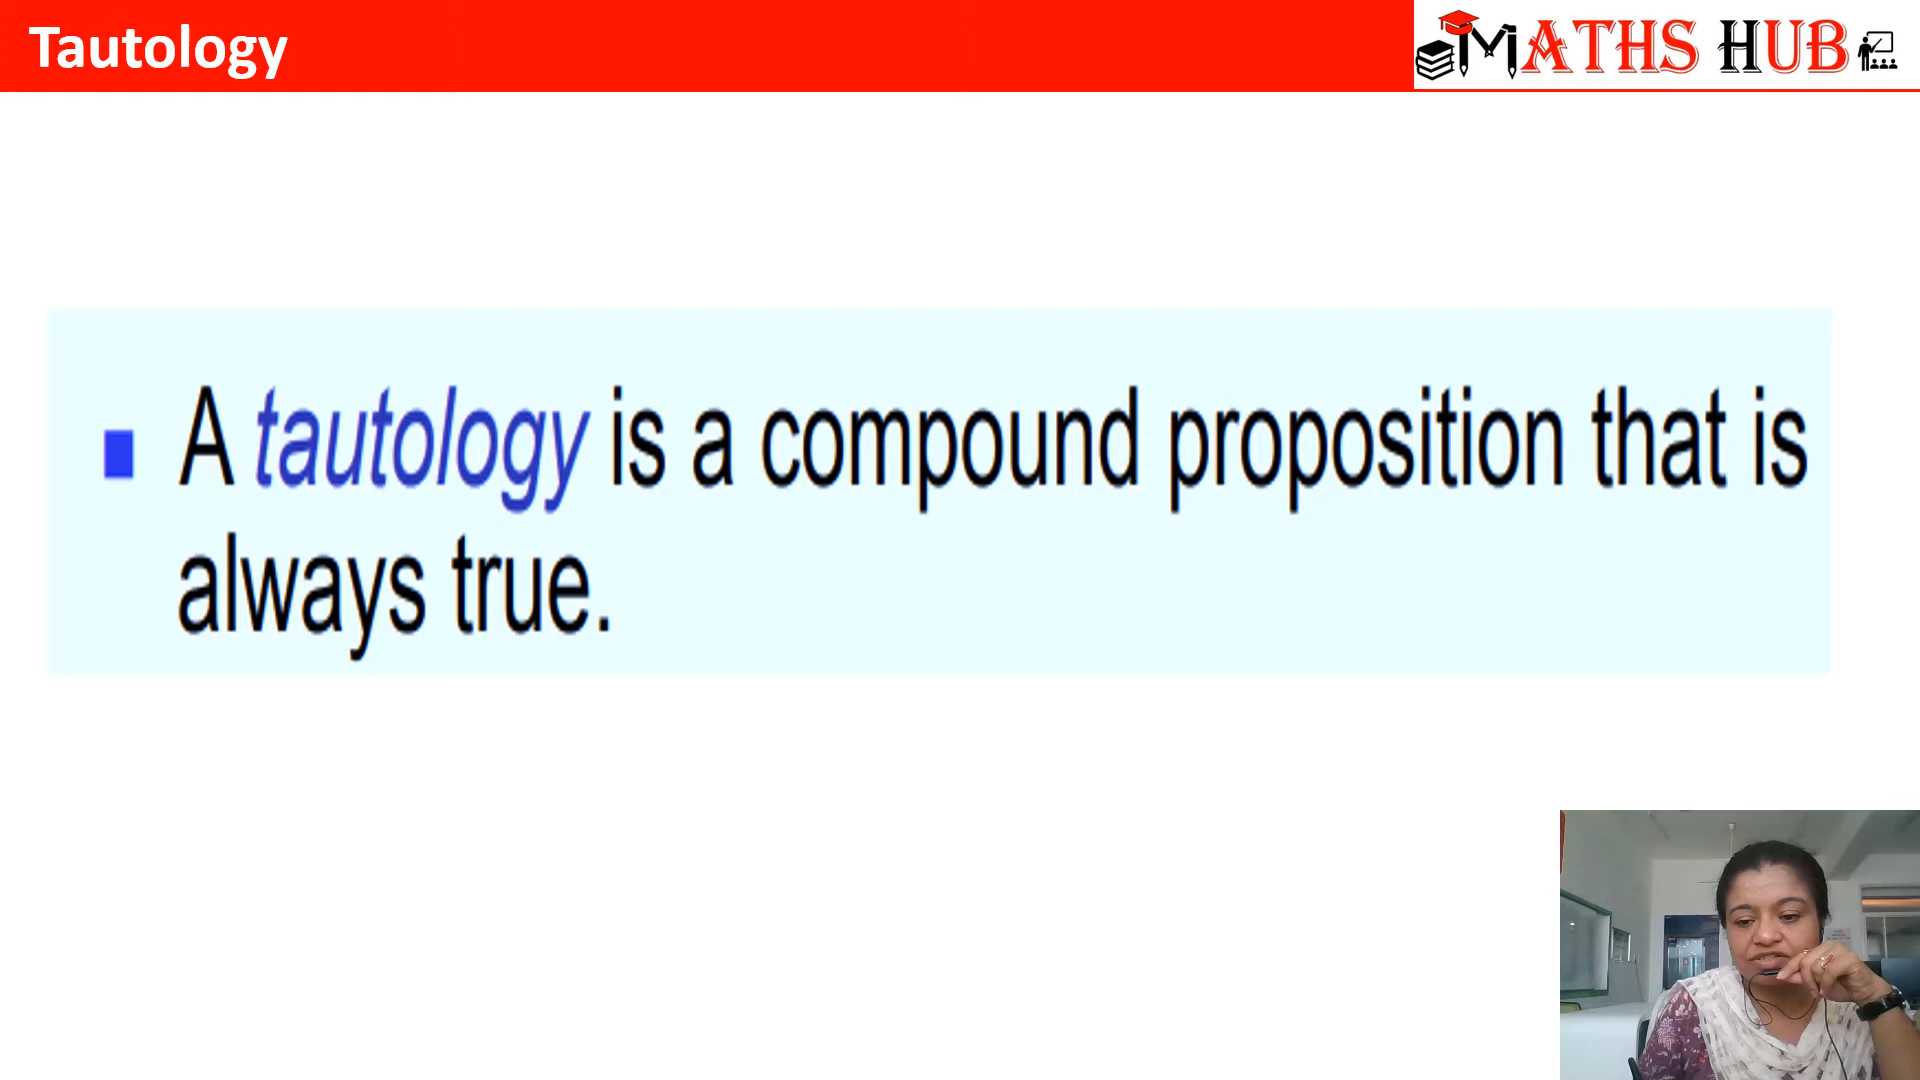 Tautology
MATHS HUB
A tautology is a compound proposition that is
always true.